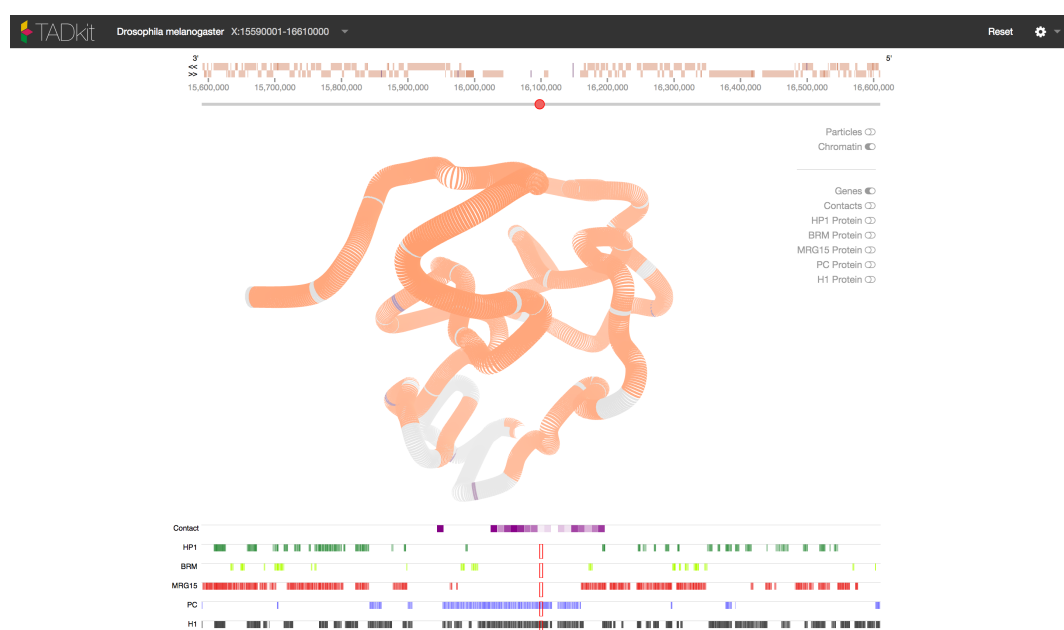 TADkit Drosophila melanogaster X:15590001-16610000 Reset
3' 5'
<<
>>
15,600,000 15,700,000 15,800,000 15,900,000 16,000,000 16,100,000 16,200,000 16,300,000 16,400,000 16,500,000 16,600,000
Particles
Chromatin
Genes
Contacts
HP1 Protein
BRM Protein
MRG15 Protein
PC Protein
H1 Protein
Contact
HP1
BRM
MRG15
PC
H1